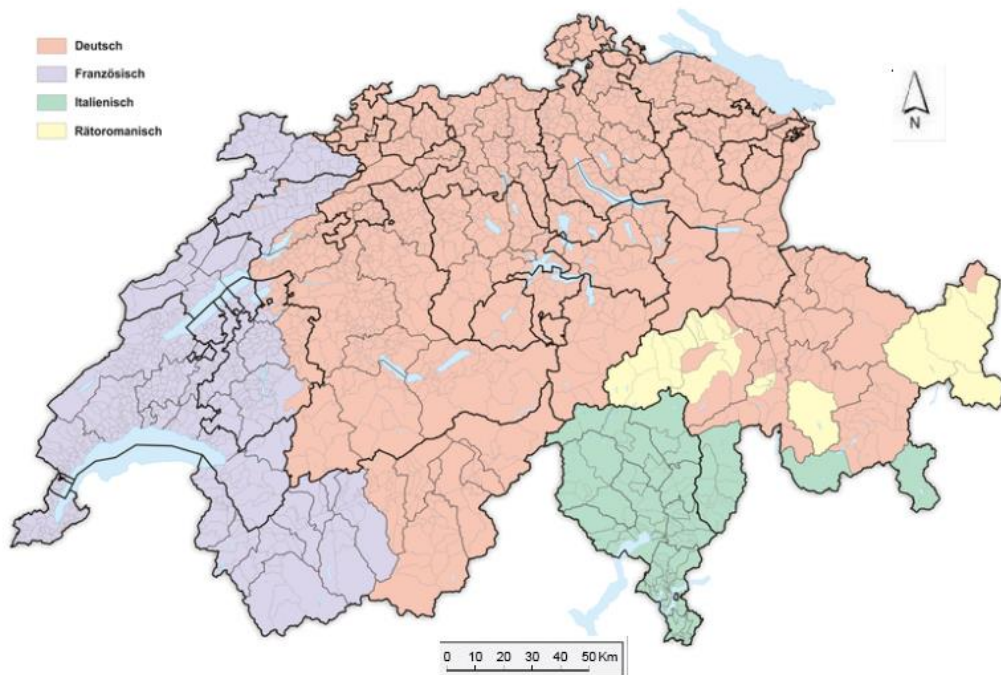 Deutsch
Französisch
Italienisch
Rätoromanisch
N
0 10 20 30 40 50 Km